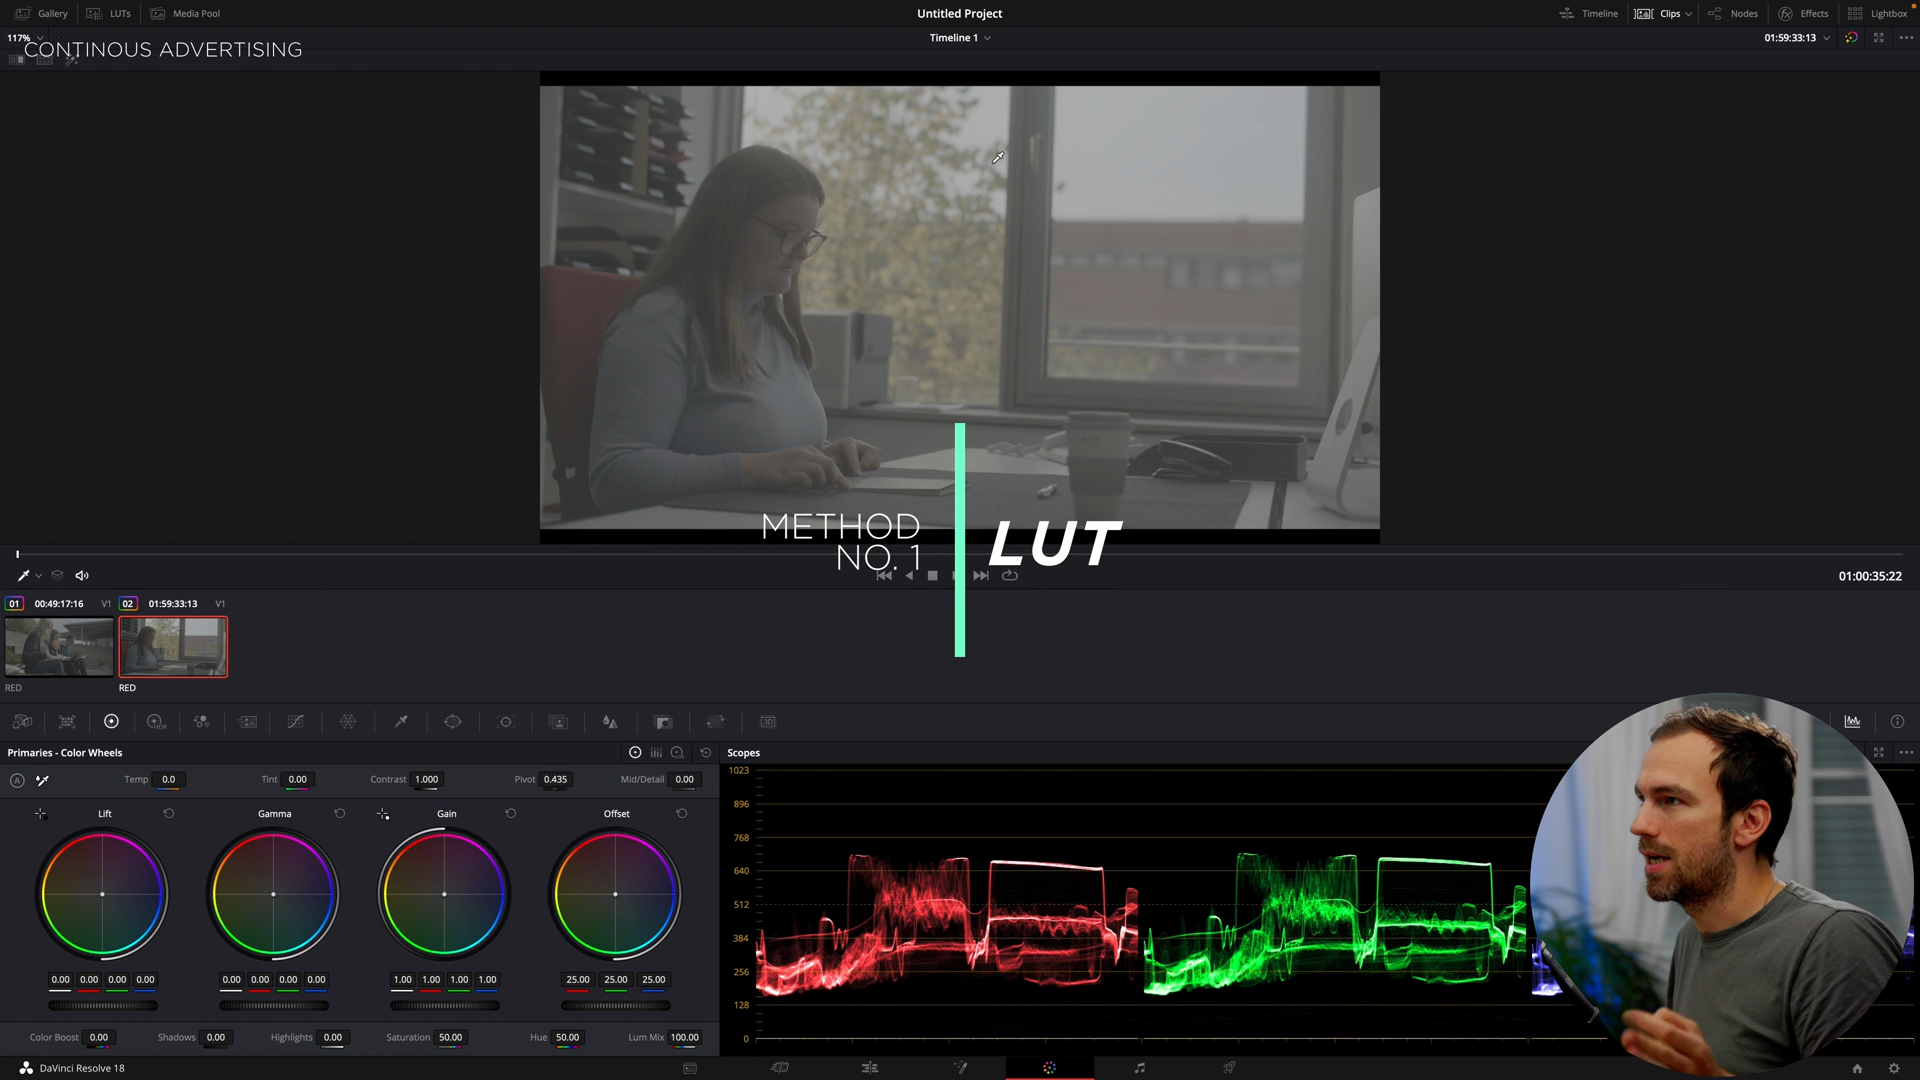 Gallery
LUTs
Media Pool
Untitled Project
Timeline
Clips
Nodes
Effects
Lightbox
117%
CONTINOUS ADVERTISING
Timeline 1
01:59:33:13
METHOD
NO. 1
LUT
01:00:35:22
01 00:49:17:16 V1
02 01:59:33:13 V1
RED
RED
HDR
3D
Primaries - Color Wheels
Scopes
A
Temp 0.0
Tint 0.00
Contrast 1.000
Pivot 0.435
Mid/Detail 0.00
Lift
Gamma
Gain
Offset
0.00 0.00 0.00 0.00
0.00 0.00 0.00 0.00
1.00 1.00 1.00 1.00
25.00 25.00 25.00
Color Boost 0.00
Shadows 0.00
Highlights 0.00
Saturation 50.00
Hue 50.00
Lum Mix 100.00
1023
896
768
640
512
384
256
128
0
DaVinci Resolve 18